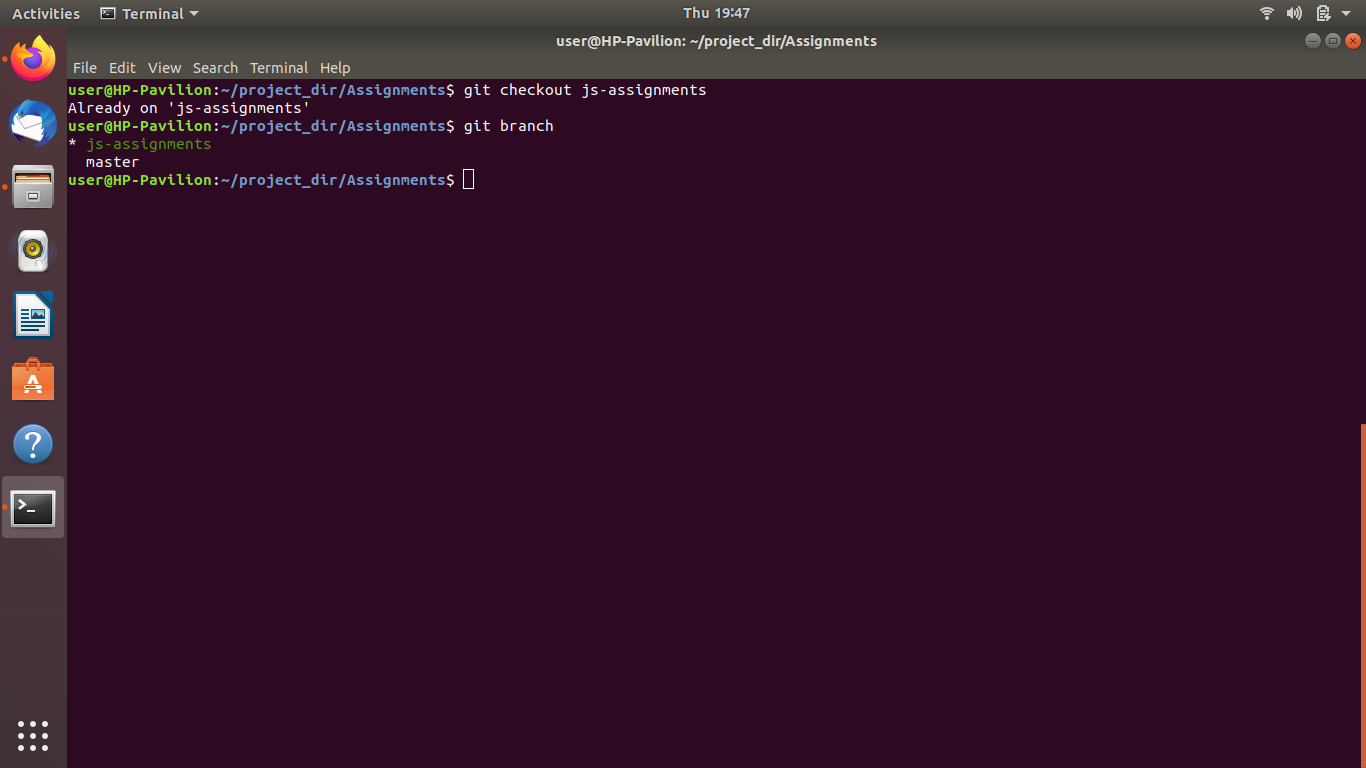 Activities Terminal Thu 19:47
user@HP-Pavilion: ~/project_dir/Assignments
File Edit View Search Terminal Help
user@HP-Pavilion:~/project_dir/Assignments$ git checkout js-assignments
Already on 'js-assignments'
user@HP-Pavilion:~/project_dir/Assignments$ git branch
* js-assignments
  master
user@HP-Pavilion:~/project_dir/Assignments$